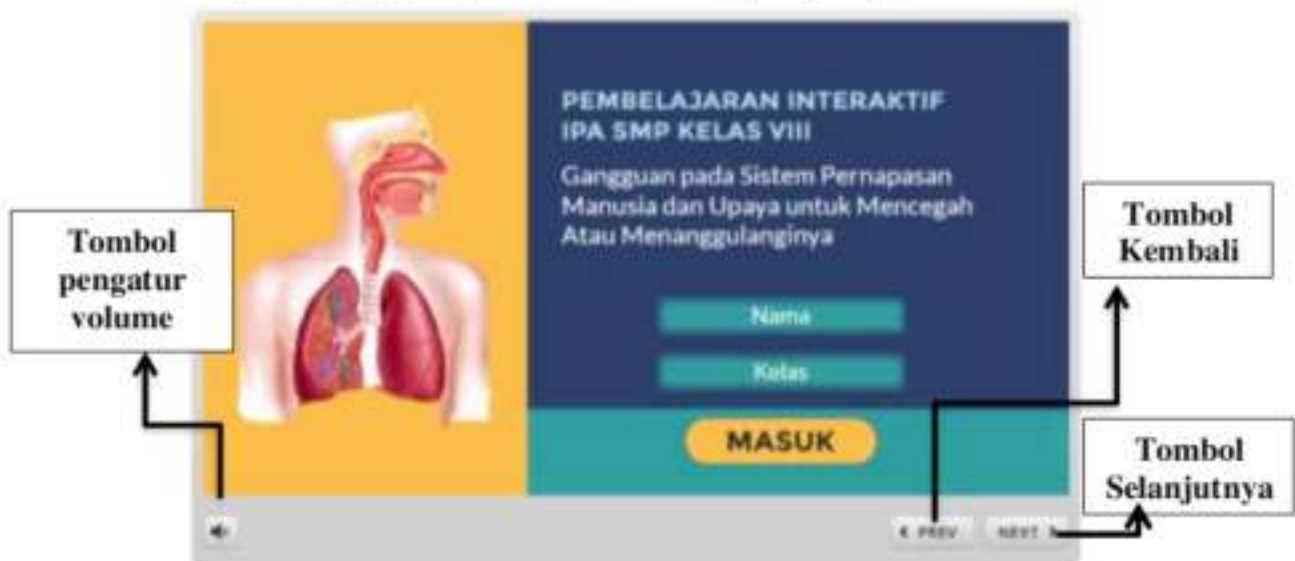 PEMBELAJARAN INTERAKTIF
IPA SMP KELAS VIII
Gangguan pada Sistem Pernapasan
Manusia dan Upaya untuk Mencegah
Atau Menanggulanginya
Nama
Kelas
MASUK
Tombol
pengatur
volume
Tombol
Kembali
Tombol
Selanjutnya
PREV
NEXT